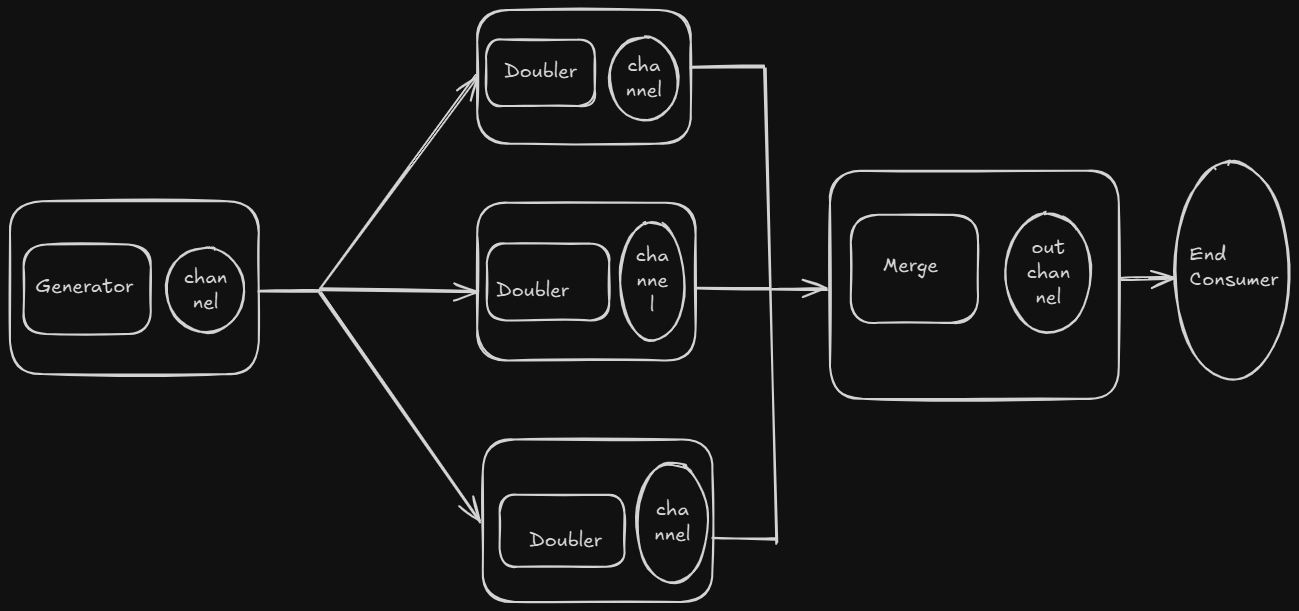 Generator
chan
nel
Doubler
cha
nnel
Doubler
cha
nne
l
Doubler
cha
nnel
Merge
out
chan
nel
End
Consumer